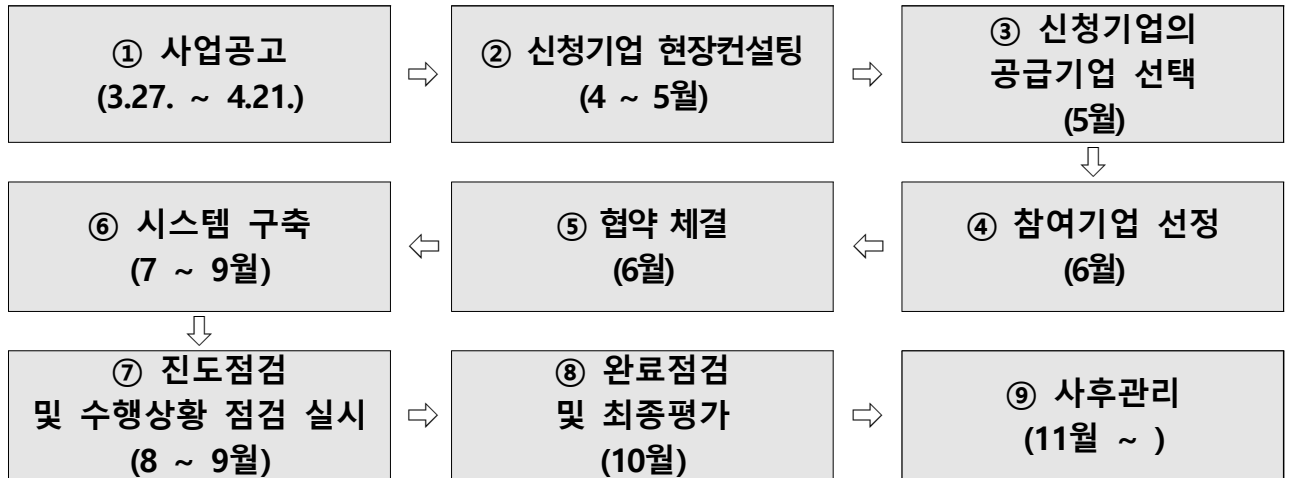 ① 사업공고
(3.27. ~ 4.21.)
② 신청기업 현장컨설팅
(4 ~ 5월)
③ 신청기업의
공급기업 선택
(5월)
④ 참여기업 선정
(6월)
⑤ 협약 체결
(6월)
⑥ 시스템 구축
(7 ~ 9월)
⑦ 진도점검
및 수행상황 점검 실시
(8 ~ 9월)
⑧ 완료점검
및 최종평가
(10월)
⑨ 사후관리
(11월 ~ )